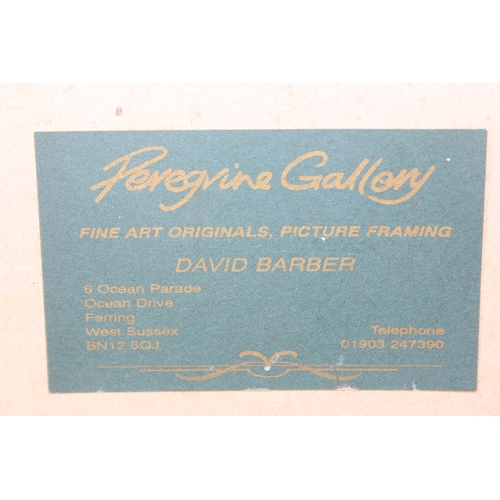 Peregrine Gallery
FINE ART ORIGINALS, PICTURE FRAMING
DAVID BARBER
6 Ocean Parade
Ocean Drive
Ferring
West Sussex
BN12 5QJ
Telephone
01903 247390